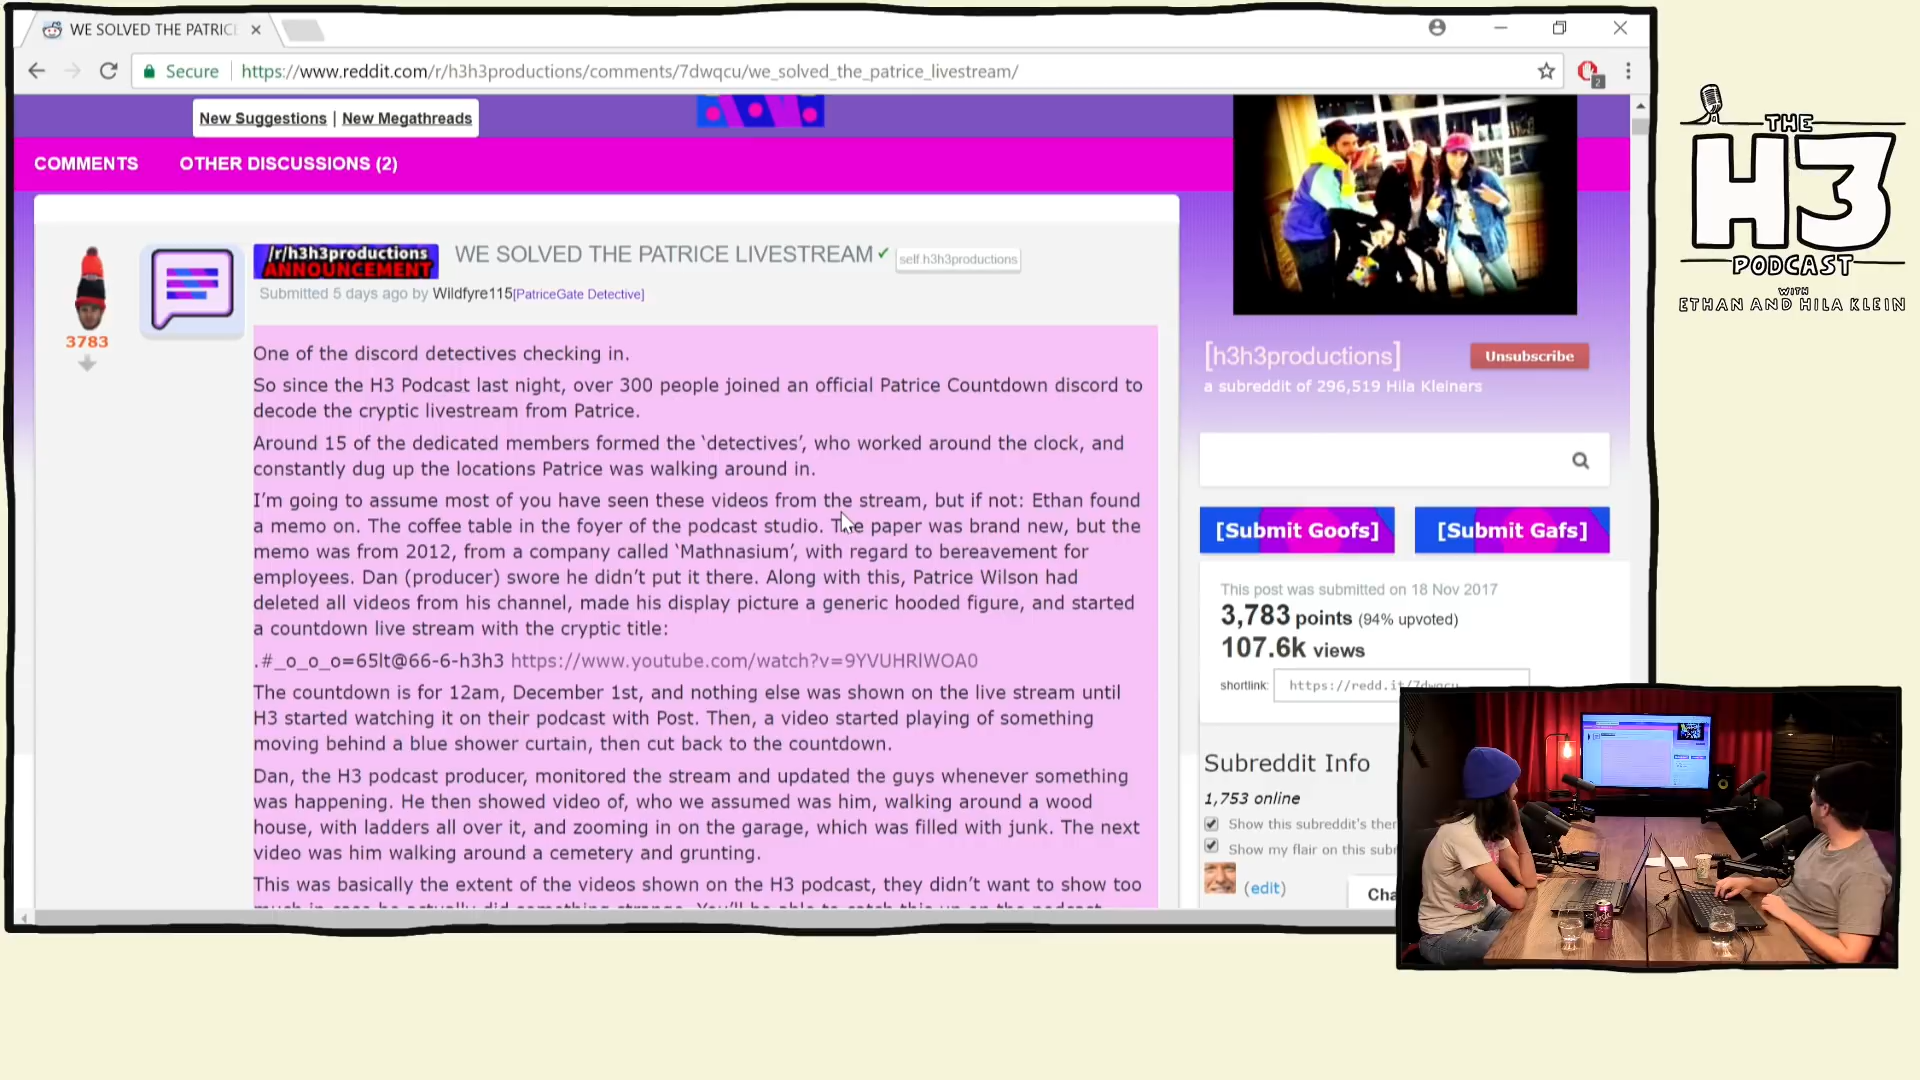 WE SOLVED THE PATRIC
Secure
https://www.reddit.com/r/h3h3productions/comments/7dwqcu/we_solved_the_patrice_livestream/
2
New Suggestions | New Megathreads
COMMENTS
OTHER DISCUSSIONS (2)
3783
/r/h3h3productions
ANNOUNCEMENT
WE SOLVED THE PATRICE LIVESTREAM
self.h3h3productions
Submitted 5 days ago by Wildfyre115[PatriceGate Detective]
One of the discord detectives checking in.
So since the H3 Podcast last night, over 300 people joined an official Patrice Countdown discord to
decode the cryptic livestream from Patrice.
Around 15 of the dedicated members formed the ‘detectives’, who worked around the clock, and
constantly dug up the locations Patrice was walking around in.
I’m going to assume most of you have seen these videos from the stream, but if not: Ethan found
a memo on. The coffee table in the foyer of the podcast studio. The paper was brand new, but the
memo was from 2012, from a company called ‘Mathnasium’, with regard to bereavement for
employees. Dan (producer) swore he didn’t put it there. Along with this, Patrice Wilson had
deleted all videos from his channel, made his display picture a generic hooded figure, and started
a countdown live stream with the cryptic title:
.#_o_o_o=65lt@66-6-h3h3 https://www.youtube.com/watch?v=9YVUHRlWOA0
The countdown is for 12am, December 1st, and nothing else was shown on the live stream until
H3 started watching it on their podcast with Post. Then, a video started playing of something
moving behind a blue shower curtain, then cut back to the countdown.
Dan, the H3 podcast producer, monitored the stream and updated the guys whenever something
was happening. He then showed video of, who we assumed was him, walking around a wood
house, with ladders all over it, and zooming in on the garage, which was filled with junk. The next
video was him walking around a cemetery and grunting.
This was basically the extent of the videos shown on the H3 podcast, they didn’t want to show too
[h3h3productions]
Unsubscribe
a subreddit of 296,519 Hila Kleiners
[Submit Goofs]
[Submit Gafs]
This post was submitted on 18 Nov 2017
3,783 points (94% upvoted)
107.6k views
shortlink: https://redd.it/7dwqcu
Subreddit Info
1,753 online
Show this subreddit's ther
Show my flair on this subr
(edit)
Cha
THE
H3
PODCAST
WITH
ETHAN AND HILA KLEIN